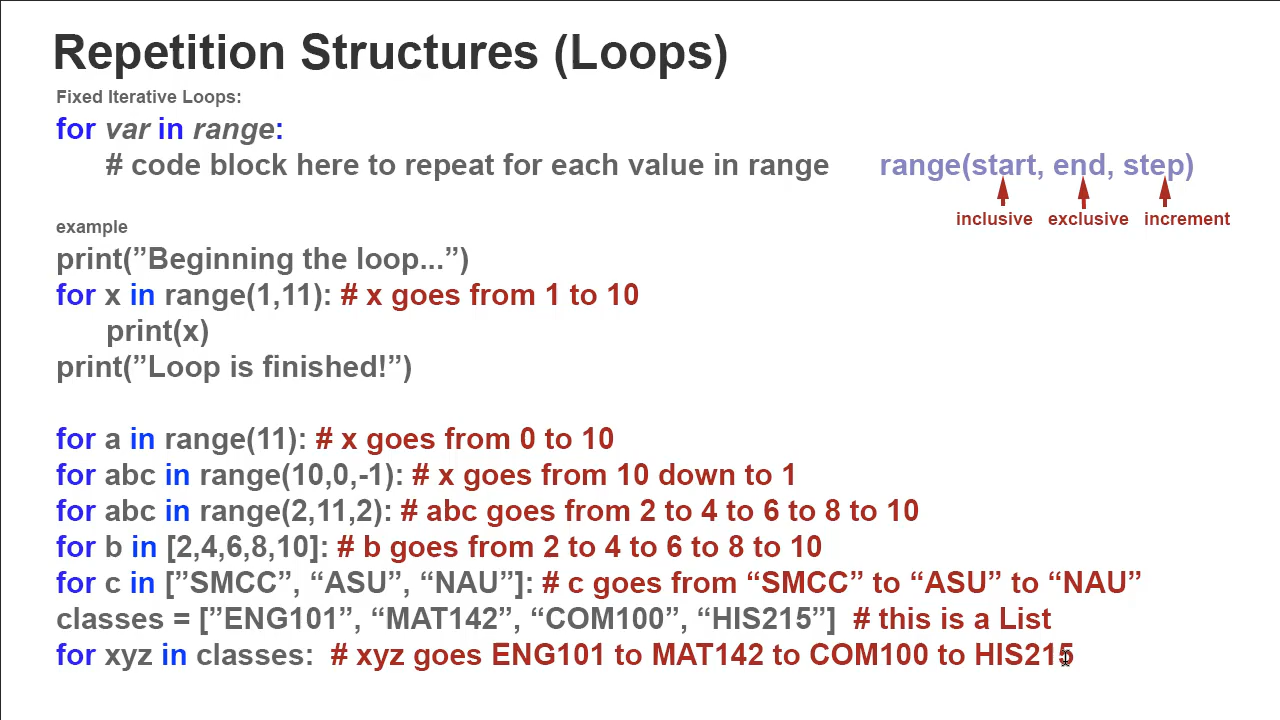 Repetition Structures (Loops)
Fixed Iterative Loops:
for var in range:
# code block here to repeat for each value in range
range(start, end, step)
inclusive exclusive increment
example
print(”Beginning the loop...”)
for x in range(1,11): # x goes from 1 to 10
print(x)
print(”Loop is finished!”)
for a in range(11): # x goes from 0 to 10
for abc in range(10,0,-1): # x goes from 10 down to 1
for abc in range(2,11,2): # abc goes from 2 to 4 to 6 to 8 to 10
for b in [2,4,6,8,10]: # b goes from 2 to 4 to 6 to 8 to 10
for c in [”SMCC”, “ASU”, “NAU”]: # c goes from “SMCC” to “ASU” to “NAU”
classes = [”ENG101”, “MAT142”, “COM100”, “HIS215”] # this is a List
for xyz in classes: # xyz goes ENG101 to MAT142 to COM100 to HIS215